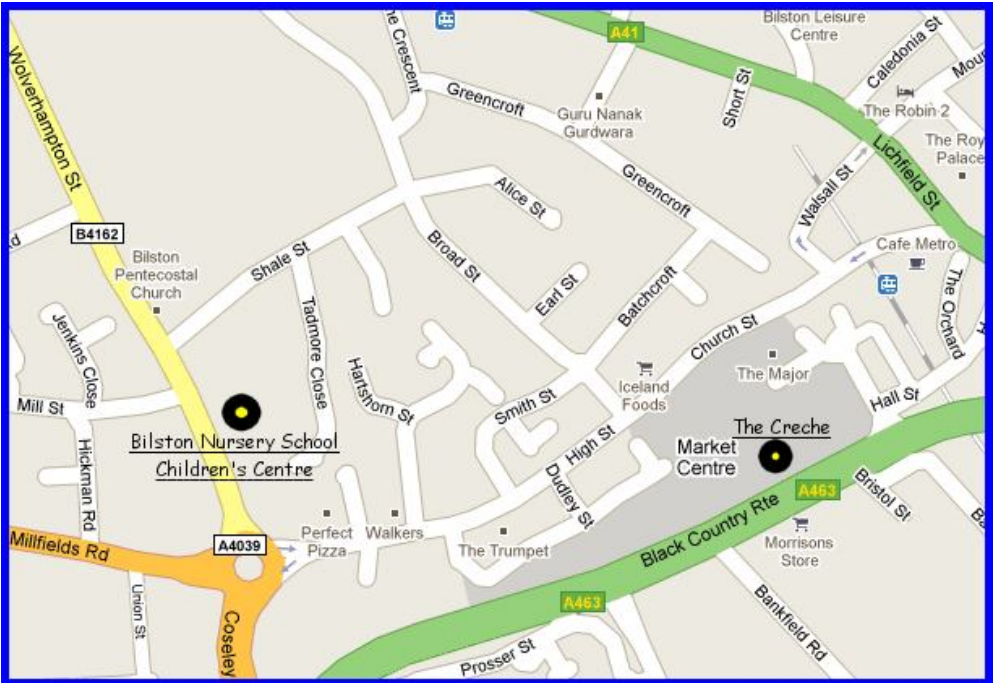 Bilston Leisure
Centre
A41
Caledonia St
The Robin 2
Wolverhampton St
Greencroft
Guru Nanak
Gurdwara
Short St
The Roy
Palace
Lichfield St
Walsall St
Alice St
Greencroft
B4162
Bilston
Pentecostal
Church
Shale St
Broad St
Cafe Metro
Earl St
Batchcroft
The Orchard
Jenkins Close
Tadmore Close
Church St
Hartshorn St
The Major
Iceland
Foods
Mill St
Smith St
Hall St
Bilston Nursery School
Children's Centre
High St
The Creche
Market
Centre
Hickman Rd
Dudley St
A463
Bristol St
Millfields Rd
A4039
Perfect
Pizza
Walkers
The Trumpet
Black Country Rte
Morrisons
Store
Union St
Coseley
A463
Bankfield Rd
Prosser St